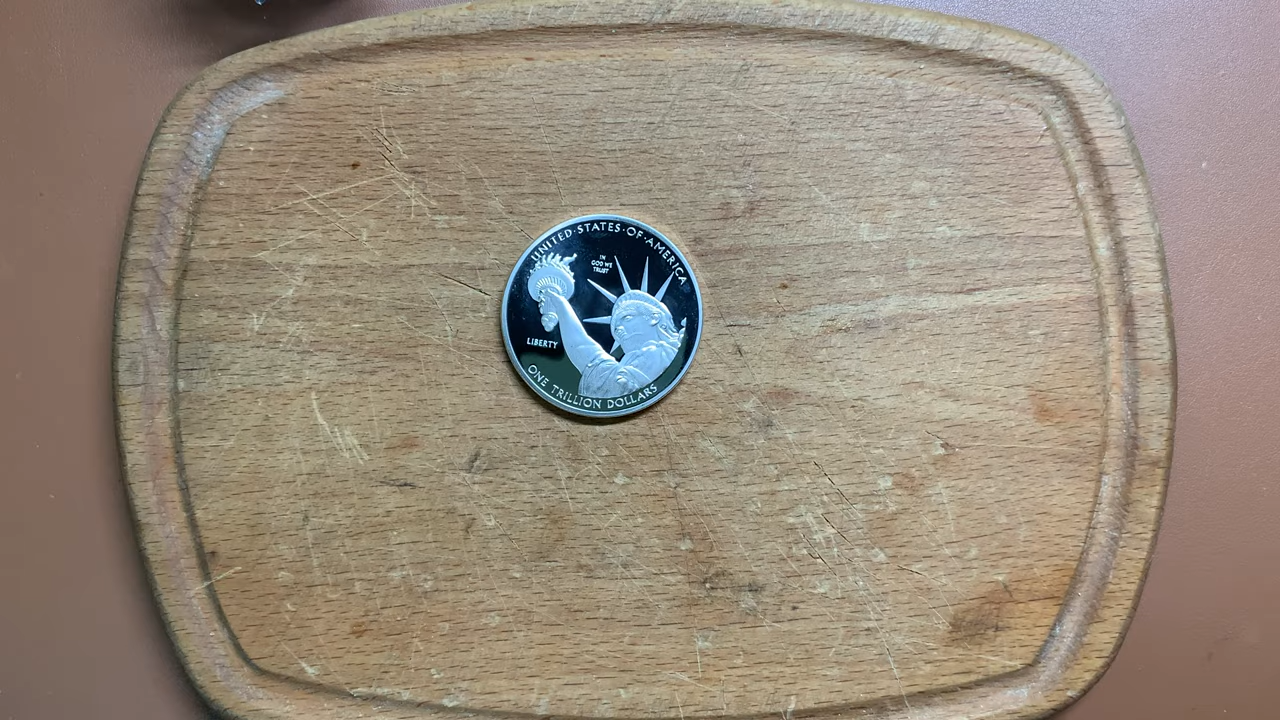 UNITED·STATES·OF·AMERICA
IN
GOD WE
TRUST
LIBERTY
ONE TRILLION DOLLARS